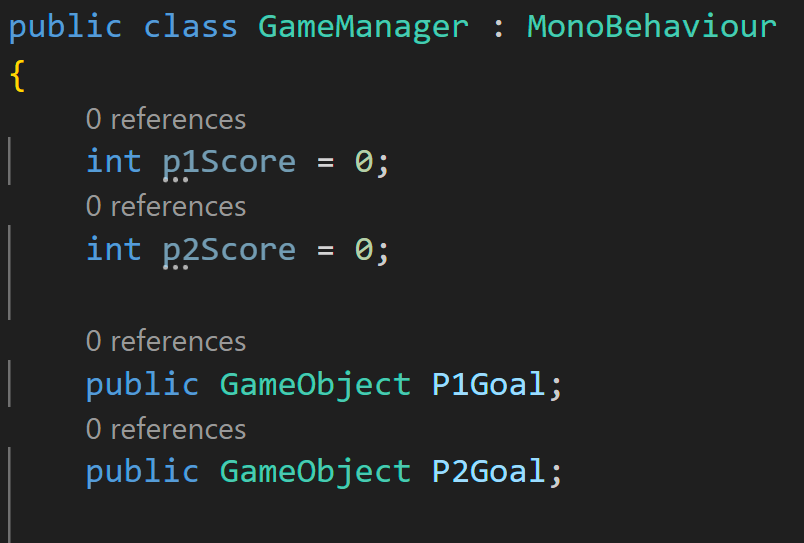 public class GameManager : MonoBehaviour
{
0 references
int p1Score = 0;
0 references
int p2Score = 0;
0 references
public GameObject P1Goal;
0 references
public GameObject P2Goal;